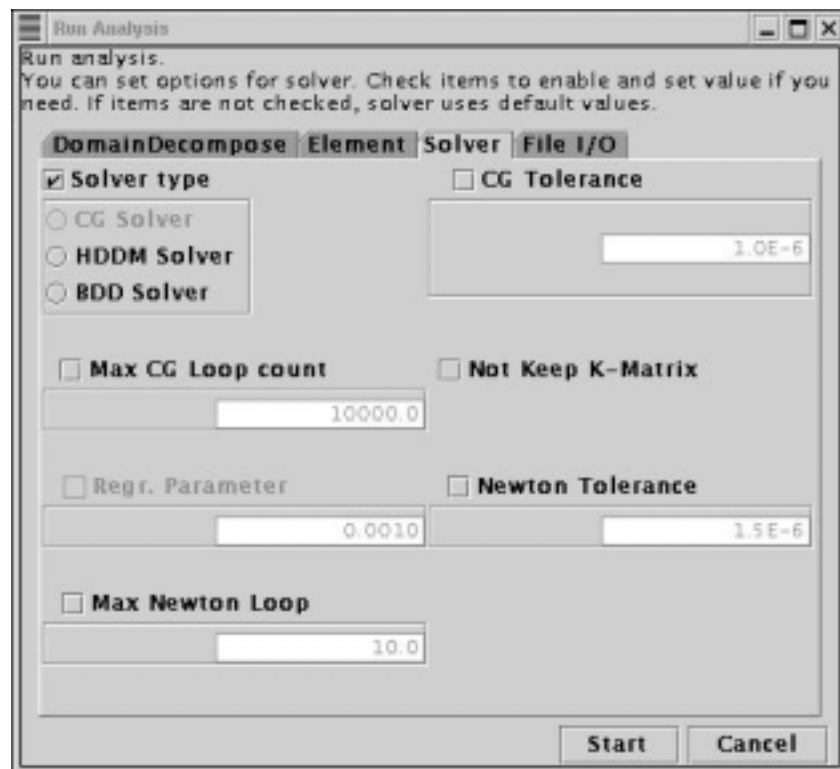 Run Analysis
Run analysis.
You can set options for solver. Check items to enable and set value if you
need. If items are not checked, solver uses default values.
DomainDecompose Element Solver File I/O
Solver type
CG Tolerance
CG Solver
1.0E-6
HDDM Solver
BDD Solver
Max CG Loop count
Not Keep K-Matrix
10000.0
Regr. Parameter
Newton Tolerance
0.0010
1.5E-6
Max Newton Loop
10.0
Start Cancel